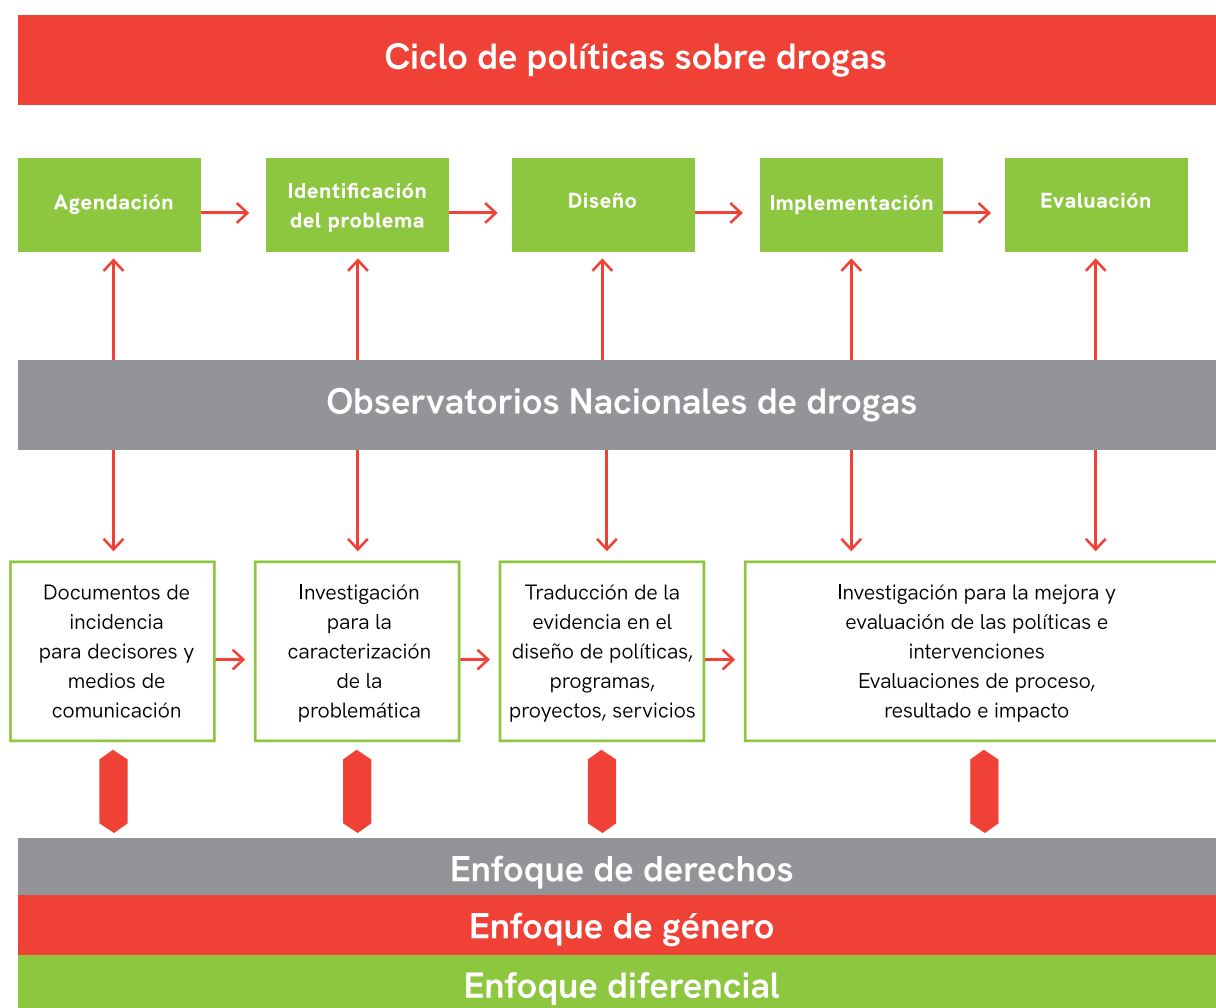 Ciclo de políticas sobre drogas
Agendación
Identificación
del problema
Diseño
Implementación
Evaluación
Observatorios Nacionales de drogas
Documentos de
incidencia
para decisores y
medios de
comunicación
Investigación
para la
caracterización
de la
problemática
Traducción de la
evidencia en el
diseño de políticas,
programas,
proyectos, servicios
Investigación para la mejora y
evaluación de las políticas e
intervenciones
Evaluaciones de proceso,
resultado e impacto
Enfoque de derechos
Enfoque de género
Enfoque diferencial